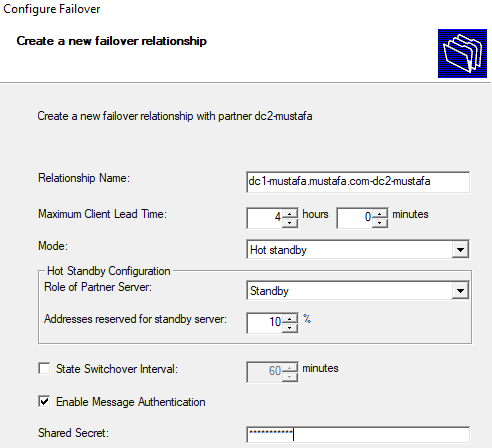 Configure Failover
Create a new failover relationship
Create a new failover relationship with partner dc2-mustafa
Relationship Name: dc1-mustafa.mustafa.com-dc2-mustafa
Maximum Client Lead Time: 4 hours 0 minutes
Mode: Hot standby
Hot Standby Configuration
Role of Partner Server: Standby
Addresses reserved for standby server: 10 %
State Switchover Interval: 60 minutes
Enable Message Authentication
Shared Secret: ***********